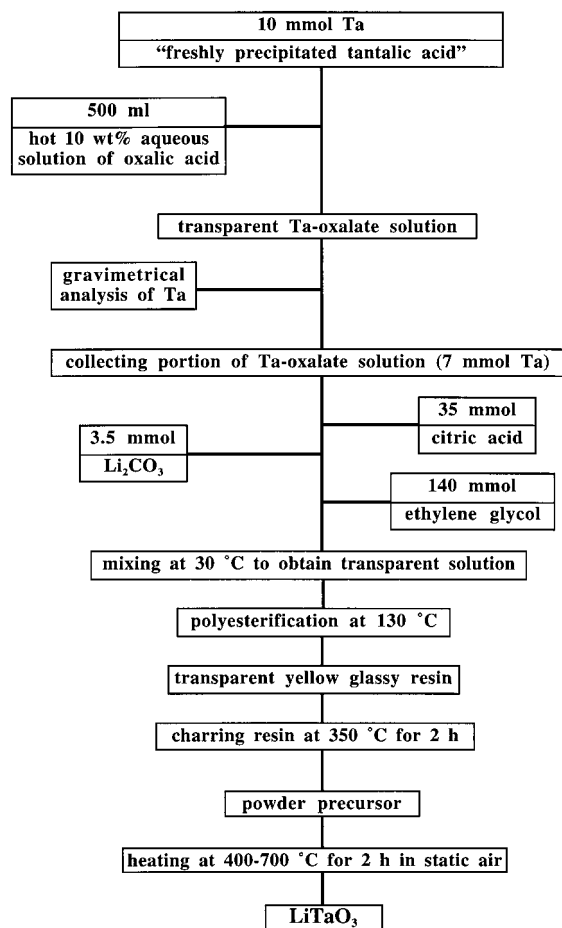 10 mmol Ta
“freshly precipitated tantalic acid”
500 ml
hot 10 wt% aqueous
solution of oxalic acid
transparent Ta-oxalate solution
gravimetrical
analysis of Ta
collecting portion of Ta-oxalate solution (7 mmol Ta)
35 mmol
citric acid
3.5 mmol
Li₂CO₃
140 mmol
ethylene glycol
mixing at 30 ˚C to obtain transparent solution
polyesterification at 130 ˚C
transparent yellow glassy resin
charring resin at 350 ˚C for 2 h
powder precursor
heating at 400-700 ˚C for 2 h in static air
LiTaO₃